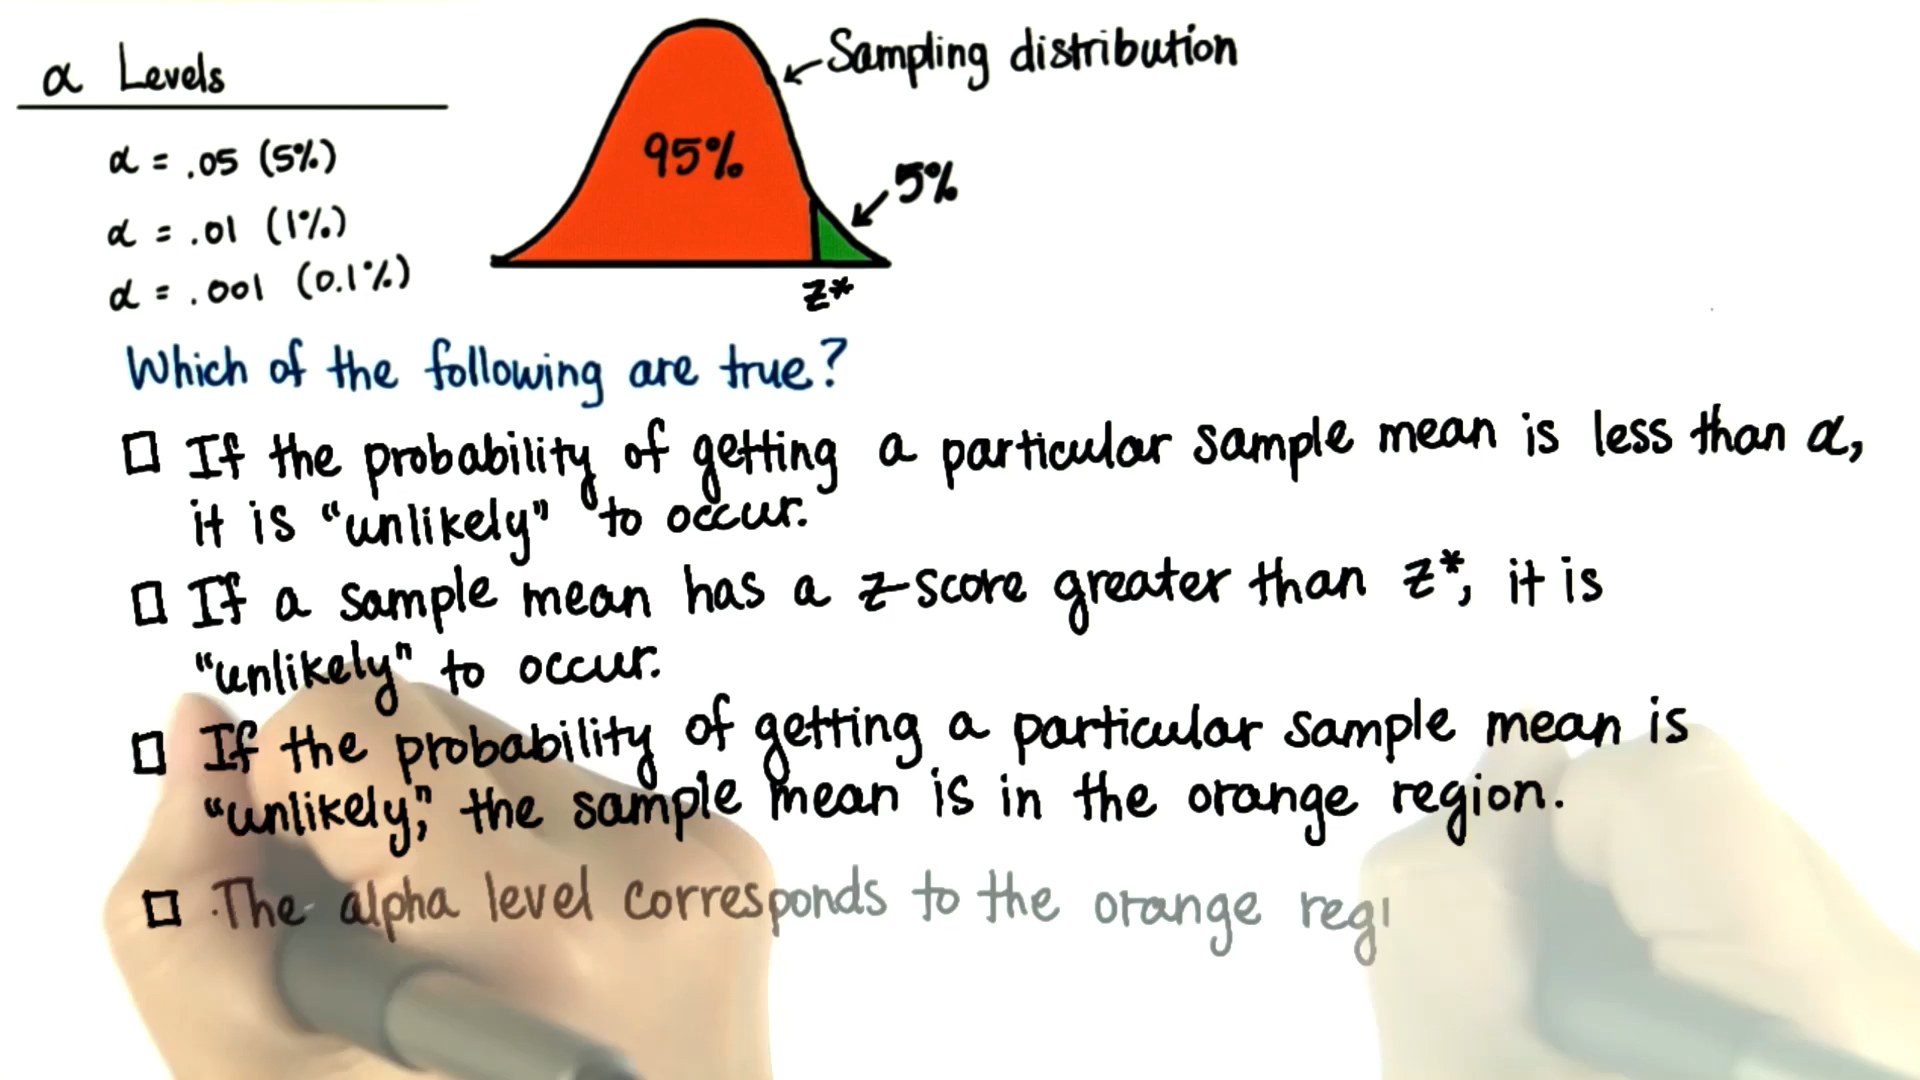 α Levels
α = .05 (5%)
α = .01 (1%)
α = .001 (0.1%)
Sampling distribution
95%
5%
z*
Which of the following are true?
If the probability of getting a particular sample mean is less than α,
it is "unlikely" to occur.
If a sample mean has a z-score greater than z*, it is
"unlikely" to occur.
If the probability of getting a particular sample mean is
"unlikely," the sample mean is in the orange region.
The alpha level corresponds to the orange